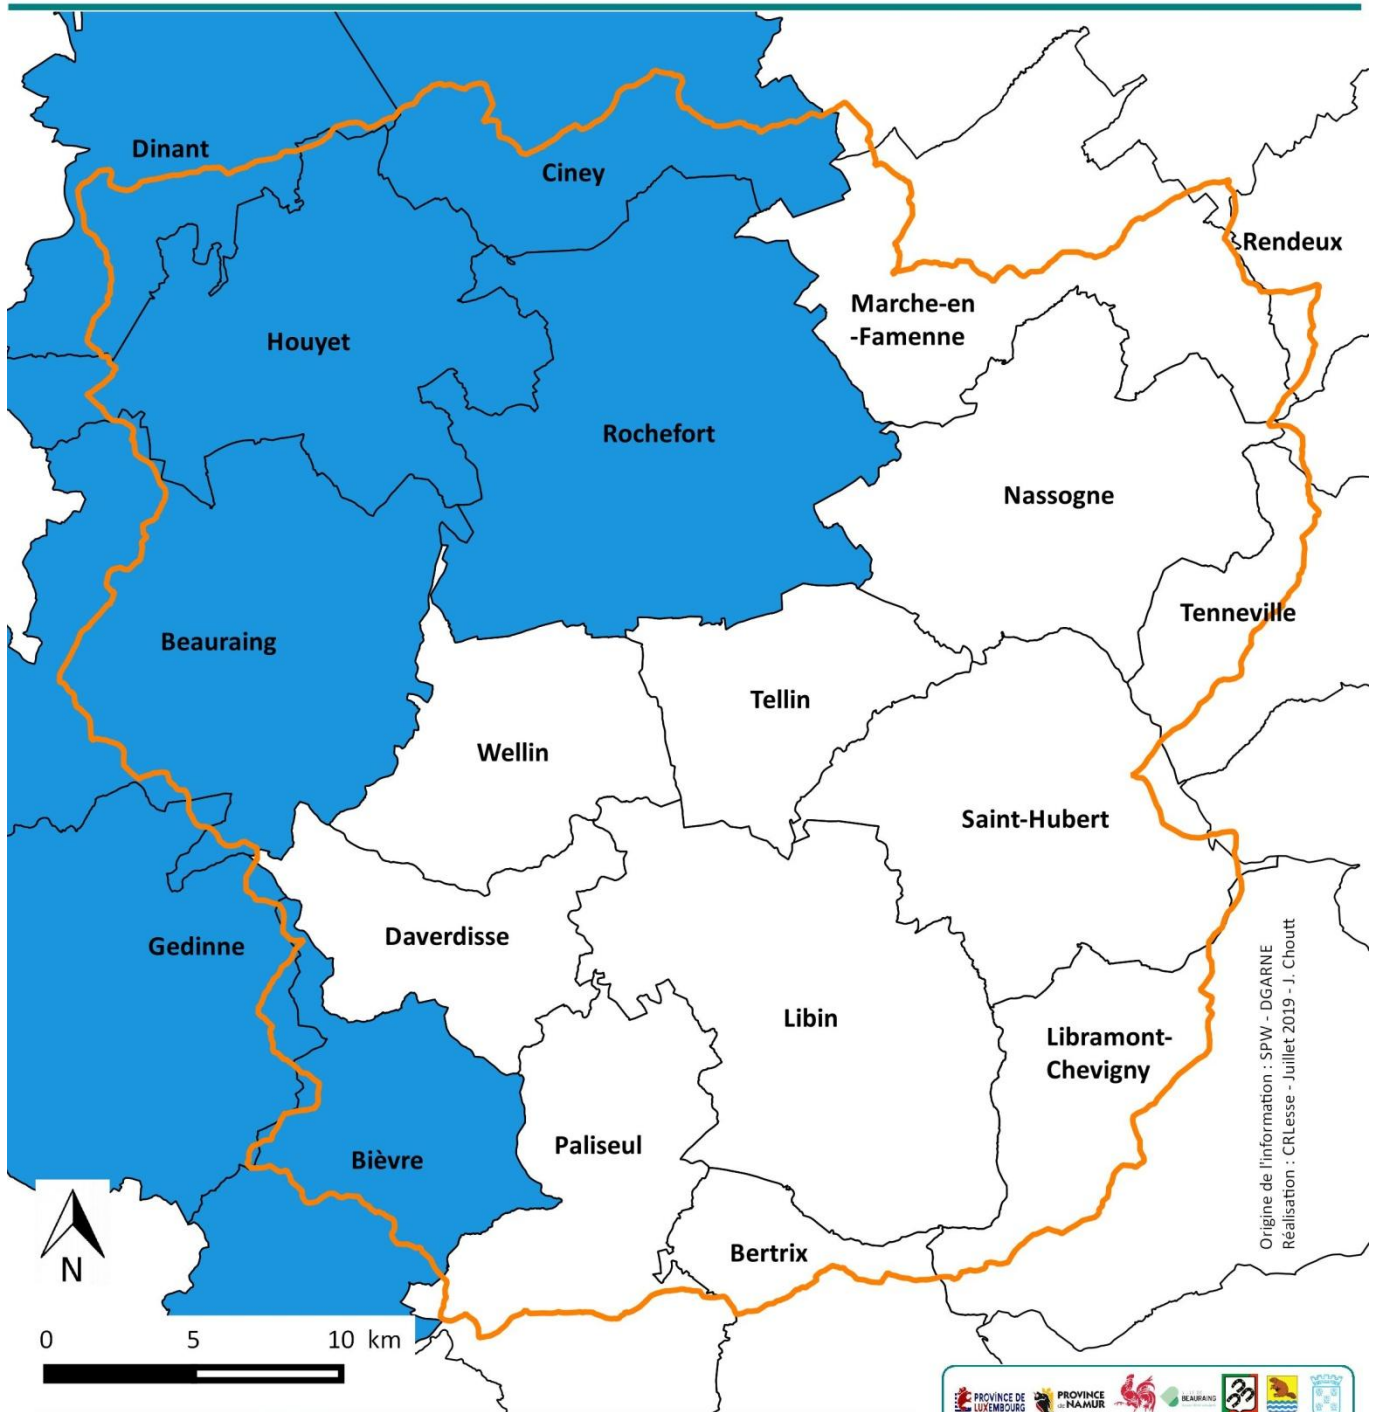 Dinant
Ciney
Rendeux
Houyet
Marche-en
-Famenne
Rochefort
Nassogne
Tenneville
Beauraing
Tellin
Wellin
Saint-Hubert
Daverdisse
Gedinne
Libin
Libramont-
Chevigny
Paliseul
Bièvre
Bertrix
Origine de l'information : SPW - DGARNE
Réalisation : CRLesse - Juillet 2019 - J. Choutt
N
0 5 10 km
PROVINCE DE
LUXEMBOURG
PROVINCE
de NAMUR
BEAURAING